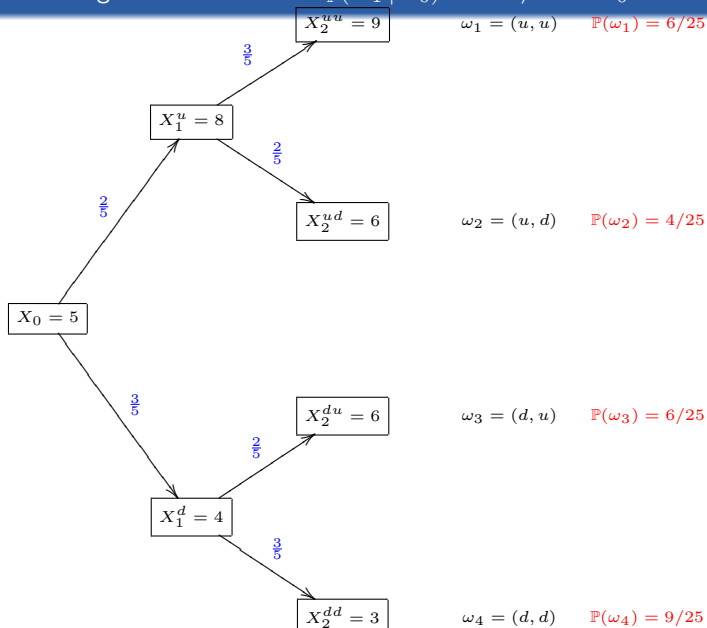 X_2^{uu} = 9 ω_1 = (u, u) ℙ(ω_1) = 6/25
3/5
X_1^u = 8
2/5
2/5
X_2^{ud} = 6 ω_2 = (u, d) ℙ(ω_2) = 4/25
X_0 = 5
3/5
X_2^{du} = 6 ω_3 = (d, u) ℙ(ω_3) = 6/25
2/5
X_1^d = 4
3/5
X_2^{dd} = 3 ω_4 = (d, d) ℙ(ω_4) = 9/25